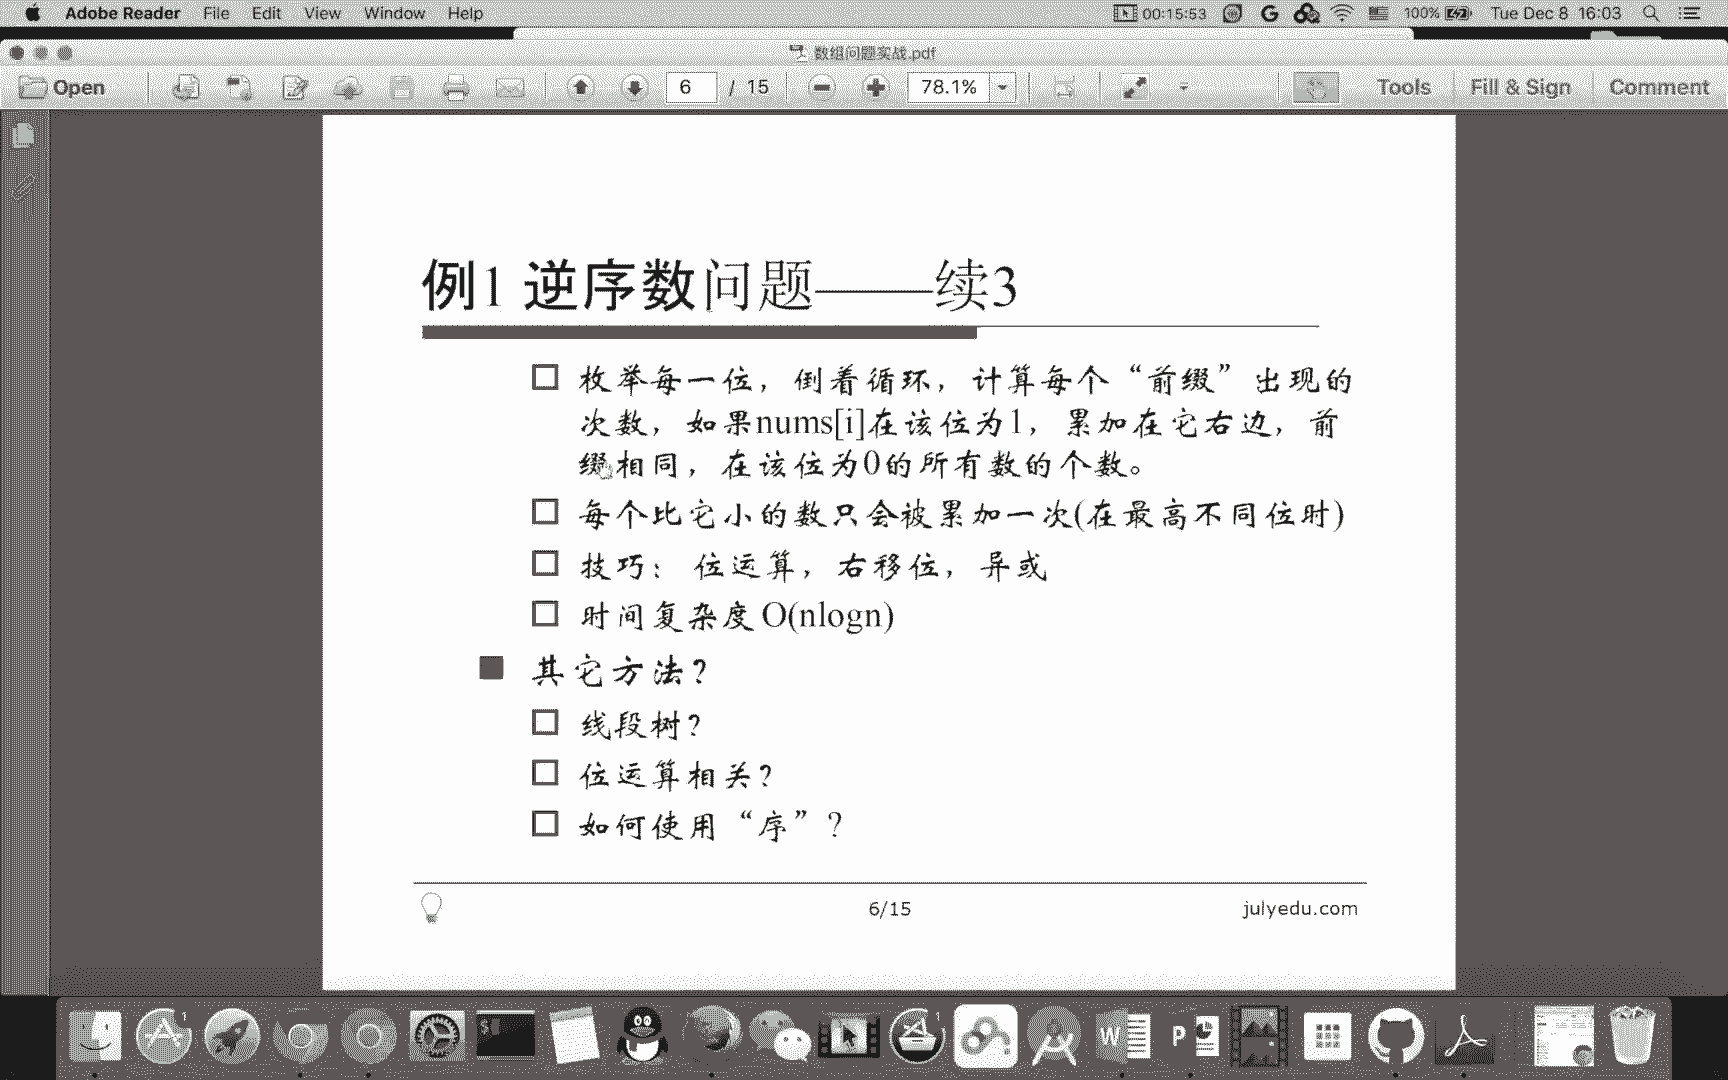 Adobe Reader File Edit View Window Help 00:15:53 100% Tue Dec 8 16:03
数组问题实战.pdf
Open 6 / 15 78.1% Tools Fill & Sign Comment
例1 逆序数问题——续3
枚举每一位，倒着循环，计算每个“前缀”出现的
次数，如果nums[i]在该位为1，累加在它右边，前
缀相同，在该位为0的所有数的个数。
每个比它小的数只会被累加一次(在最高不同位时)
技巧： 位运算，右移位，异或
时间复杂度O(nlogn)
其它方法？
线段树？
位运算相关？
如何使用“序”？
6/15
julyedu.com